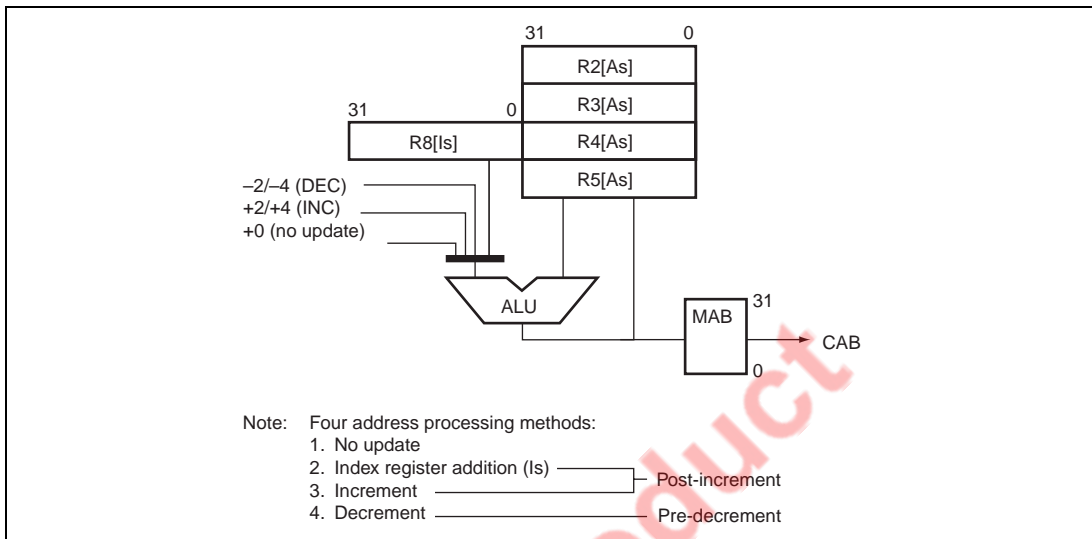 31 0
R2[As]
R3[As]
31 0
R8[Is] R4[As]
R5[As]
–2/–4 (DEC)
+2/+4 (INC)
+0 (no update)
ALU
MAB
31
CAB
0
Note: Four address processing methods:
1. No update
2. Index register addition (Is)
Post-increment
3. Increment
4. Decrement Pre-decrement
duct